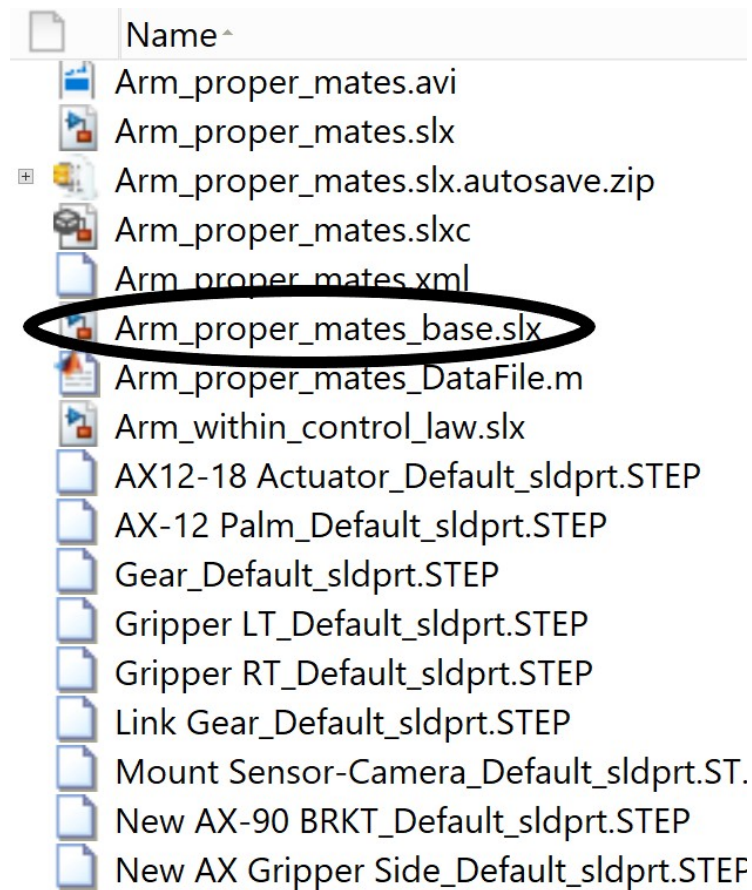 Name
Arm_proper_mates.avi
Arm_proper_mates.slx
Arm_proper_mates.slx.autosave.zip
Arm_proper_mates.slxc
Arm_proper_mates.xml
Arm_proper_mates_base.slx
Arm_proper_mates_DataFile.m
Arm_within_control_law.slx
AX12-18 Actuator_Default_sldprt.STEP
AX-12 Palm_Default_sldprt.STEP
Gear_Default_sldprt.STEP
Gripper LT_Default_sldprt.STEP
Gripper RT_Default_sldprt.STEP
Link Gear_Default_sldprt.STEP
Mount Sensor-Camera_Default_sldprt.ST.
New AX-90 BRKT_Default_sldprt.STEP
New AX Gripper Side_Default_sldprt.STEP